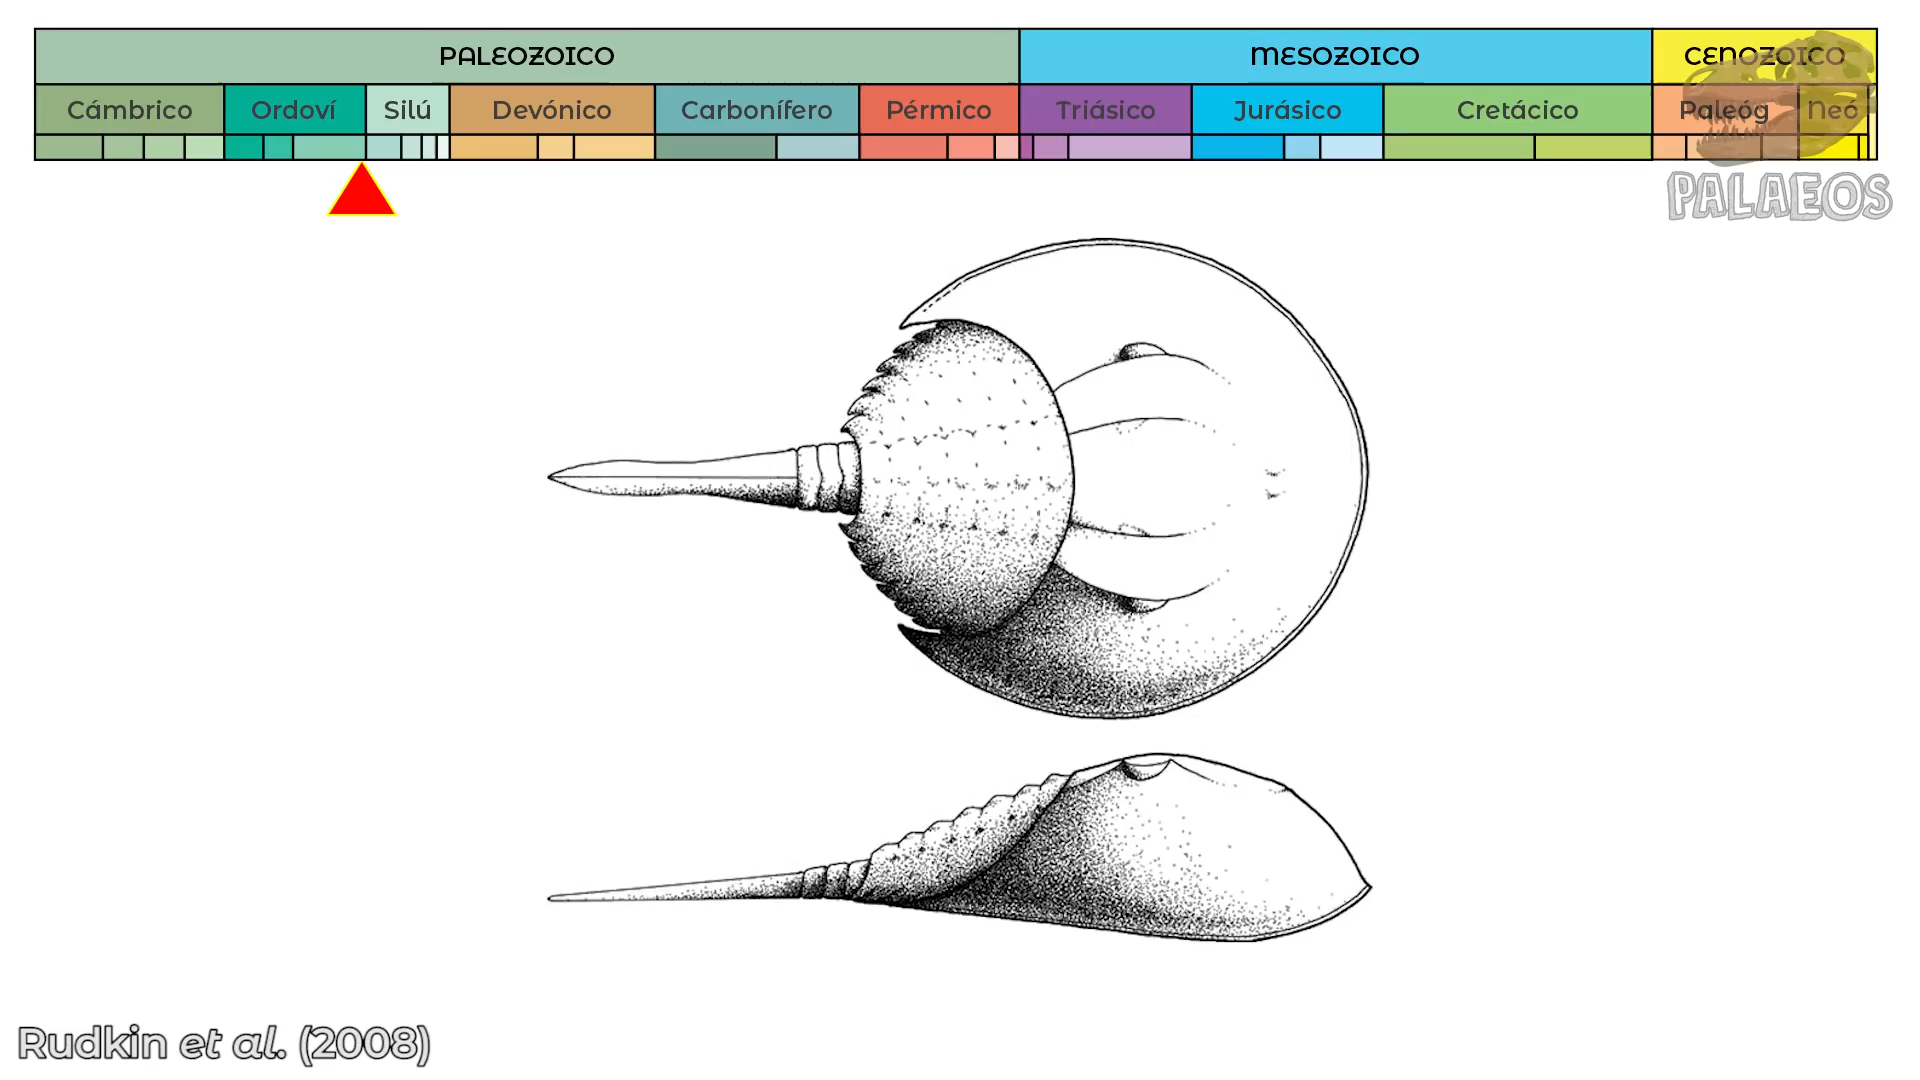 PALEOZOICO MESOZOICO CENOZOICO
Cámbrico Ordoví Silú Devónico Carbonífero Pérmico Triásico Jurásico Cretácico Paleóg Neó
PALAEOS
Rudkin et al. (2008)